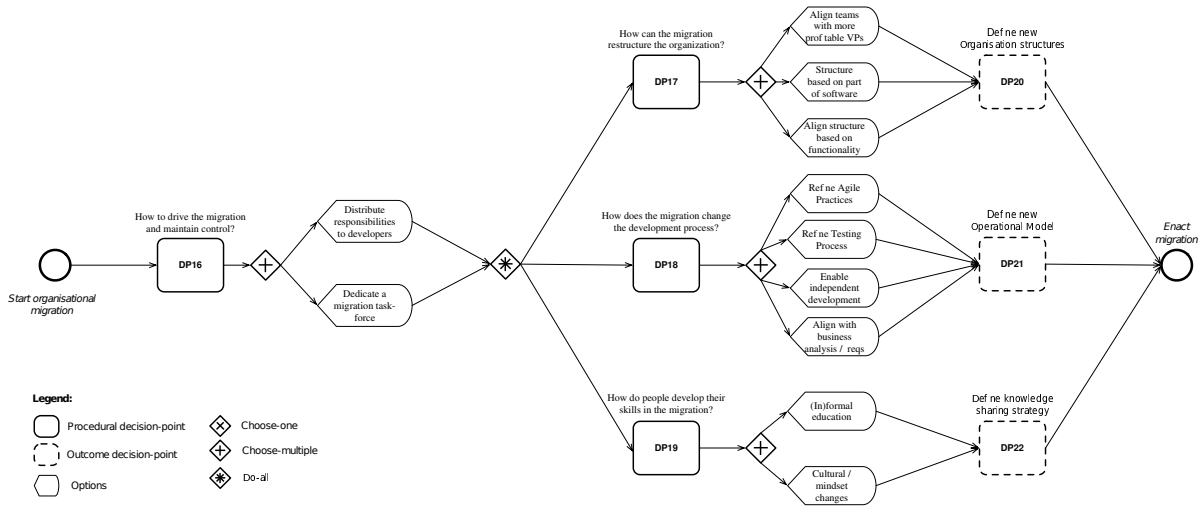 Start organisational
migration
How to drive the migration
and maintain control?
DP16
Distribute
responsibilities
to developers
Dedicate a
migration task-
force
How can the migration
restructure the organization?
DP17
Align teams
with more
prof table VPs
Structure
based on part
of software
Align structure
based on
functionality
Define new
Organisation structures
DP20
How does the migration change
the development process?
DP18
Ref ne Agile
Practices
Ref ne Testing
Process
Enable
independent
development
Align with
business
analysis / reqs
Define new
Operational Model
DP21
How do people develop their
skills in the migration?
DP19
(In)formal
education
Cultural /
mindset
changes
Define knowledge
sharing strategy
DP22
Enact
migration
Legend:
Procedural decision-point
Outcome decision-point
Options
Choose-one
Choose-multiple
Do-all